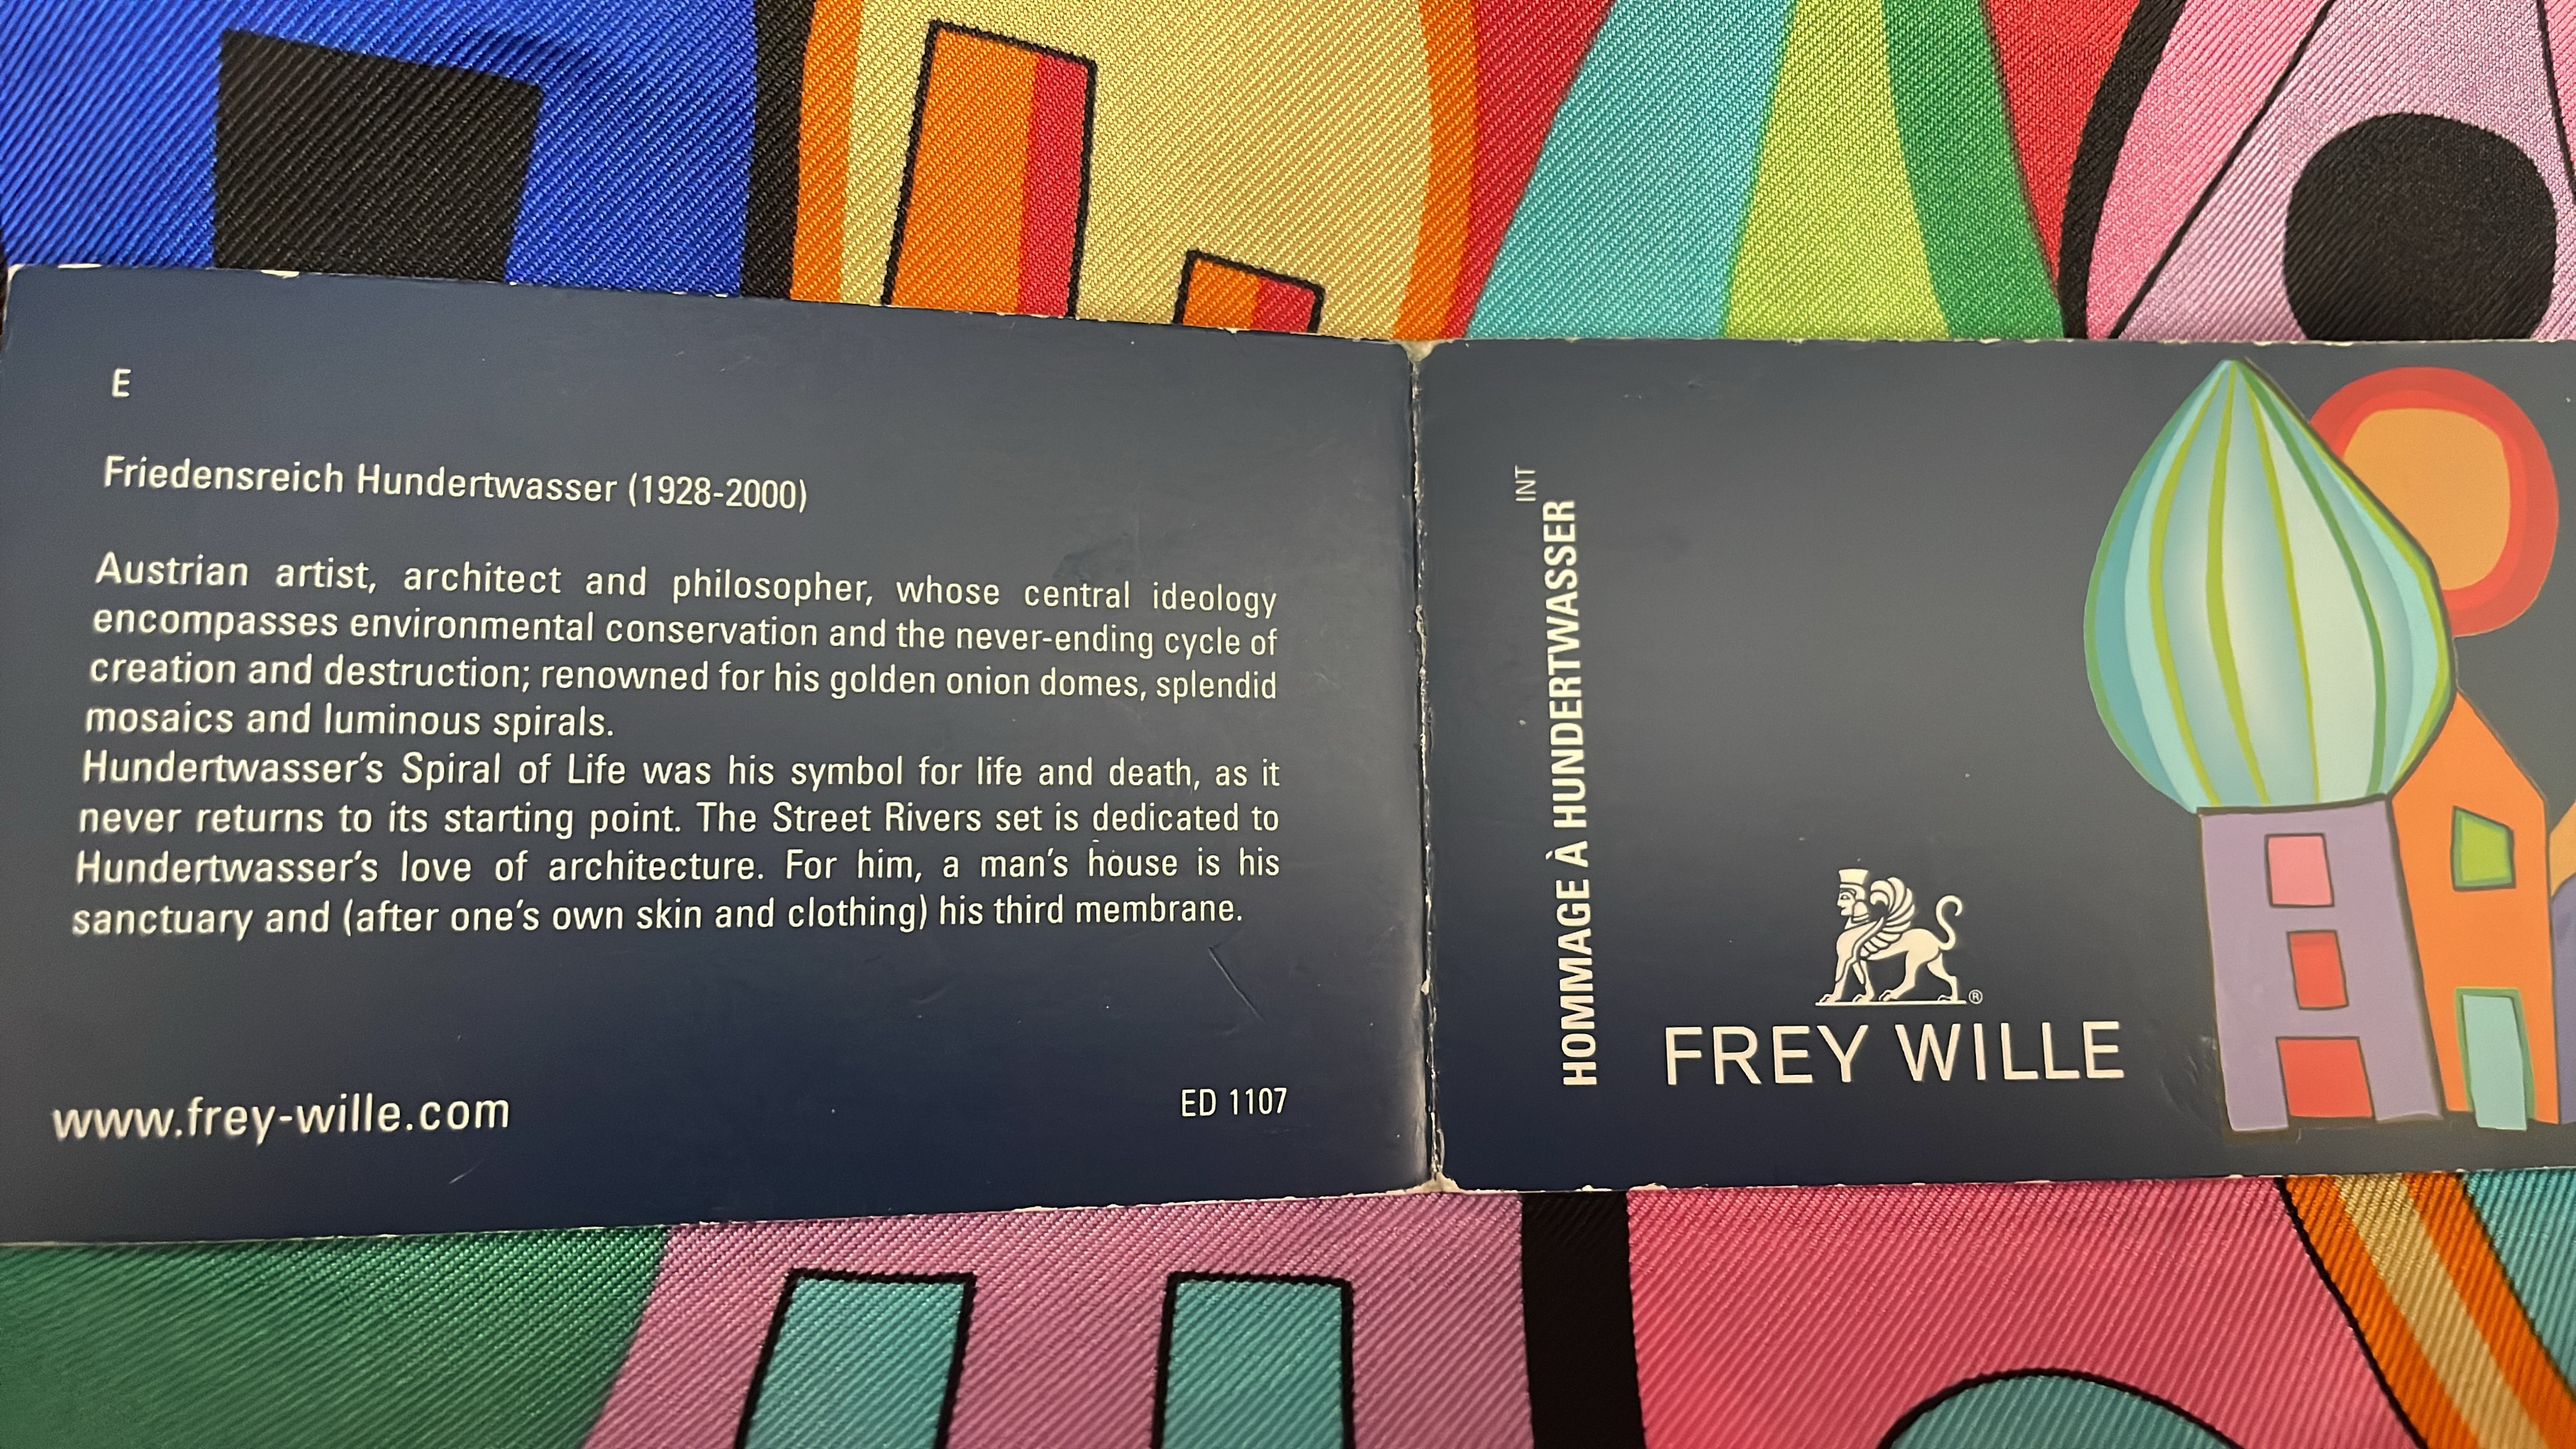 E
Friedensreich Hundertwasser (1928-2000)
Austrian artist, architect and philosopher, whose central ideology
encompasses environmental conservation and the never-ending cycle of
creation and destruction; renowned for his golden onion domes, splendid
mosaics and luminous spirals.
Hundertwasser's Spiral of Life was his symbol for life and death, as it
never returns to its starting point. The Street Rivers set is dedicated to
Hundertwasser's love of architecture. For him, a man's house is his
sanctuary and (after one's own skin and clothing) his third membrane.
www.frey-wille.com
ED 1107
INT
HOMMAGE À HUNDERTWASSER
®
FREY WILLE